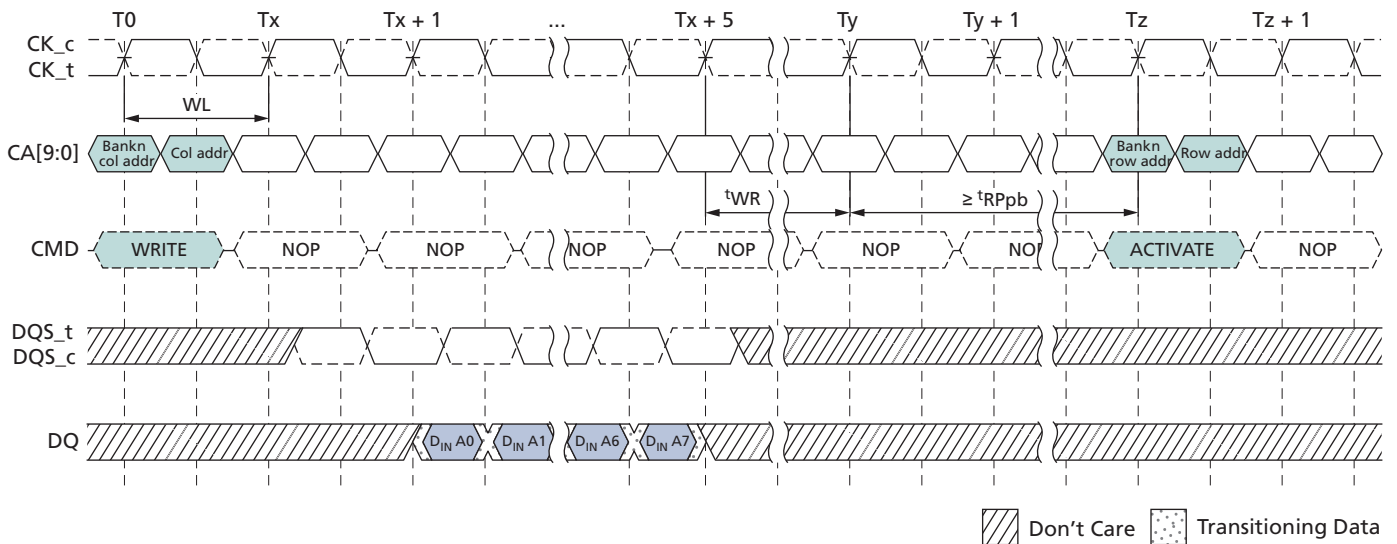 T0 Tx Tx + 1 ... Tx + 5 Ty Ty + 1 Tz Tz + 1
CK_c
CK_t
WL
CA[9:0] Bankn col addr Col addr Bankn row addr Row addr
tWR ≥ tRPpb
CMD WRITE NOP NOP NOP NOP NOP NOP ACTIVATE NOP
DQS_t
DQS_c
DQ DIN A0 DIN A1 DIN A6 DIN A7
Don't Care Transitioning Data